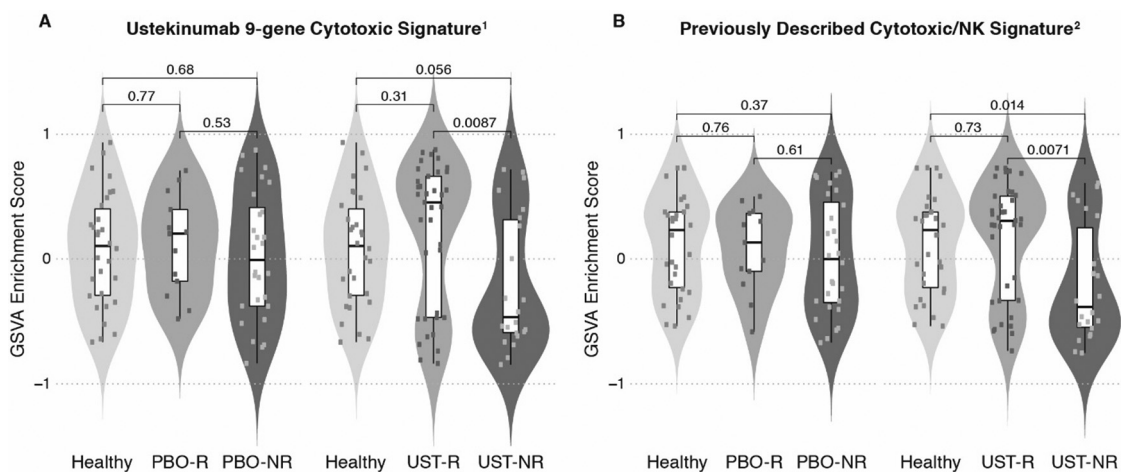 A
Ustekinumab 9-gene Cytotoxic Signature¹
0.68
0.77
0.53
0.056
0.31
0.0087
GSVA Enrichment Score
1
0
−1
Healthy PBO-R PBO-NR Healthy UST-R UST-NR
B
Previously Described Cytotoxic/NK Signature²
0.37
0.76
0.61
0.014
0.73
0.0071
GSVA Enrichment Score
1
0
−1
Healthy PBO-R PBO-NR Healthy UST-R UST-NR